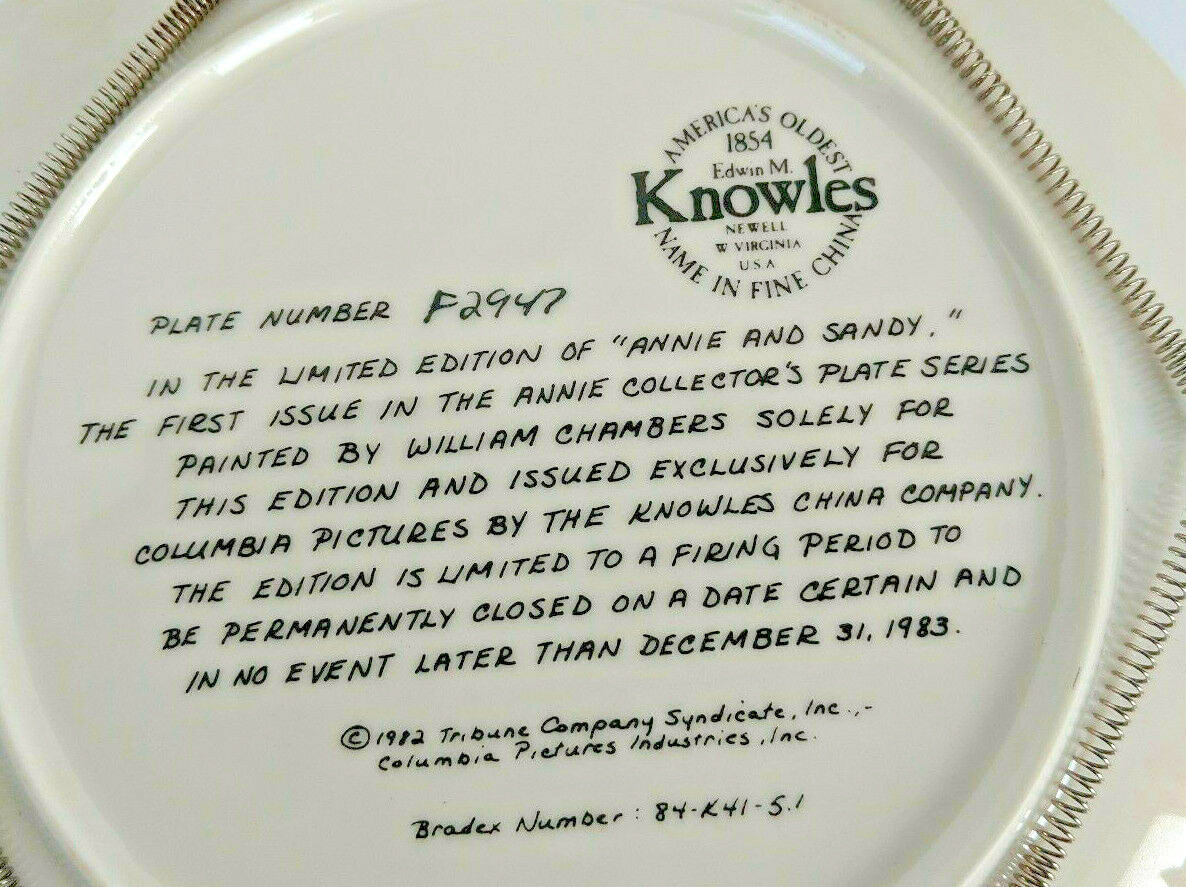 AMERICA'S OLDEST
1854
Edwin M.
Knowles
NEWELL
W VIRGINIA
USA
NAME IN FINE CHINA
PLATE NUMBER F2947
IN THE LIMITED EDITION OF "ANNIE AND SANDY."
THE FIRST ISSUE IN THE ANNIE COLLECTOR'S PLATE SERIES
PAINTED BY WILLIAM CHAMBERS SOLELY FOR
THIS EDITION AND ISSUED EXCLUSIVELY FOR
COLUMBIA PICTURES BY THE KNOWLES CHINA COMPANY.
THE EDITION IS LIMITED TO A FIRING PERIOD TO
BE PERMANENTLY CLOSED ON A DATE CERTAIN AND
IN NO EVENT LATER THAN DECEMBER 31, 1983.
© 1982 Tribune Company Syndicate, Inc.,-
Columbia Pictures Industries, Inc.
Bradex Number: 84-K41-5.1